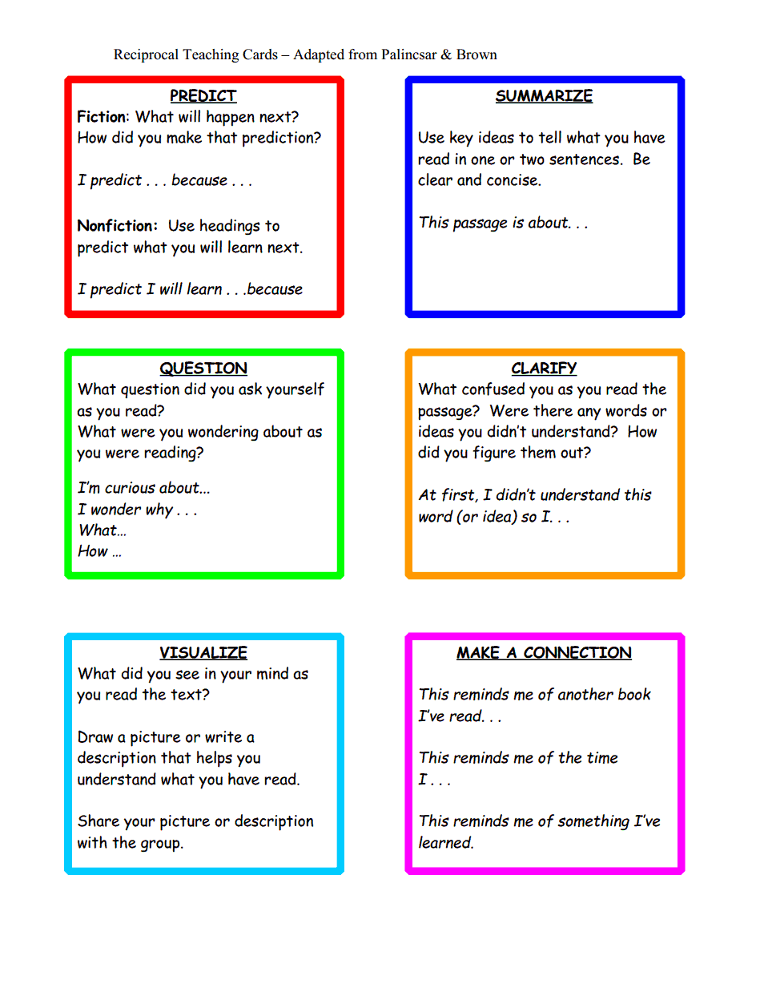 Reciprocal Teaching Cards – Adapted from Palincsar & Brown
PREDICT
Fiction: What will happen next?
How did you make that prediction?
I predict . . . because . . .
Nonfiction:  Use headings to
predict what you will learn next.
I predict I will learn . . .because
SUMMARIZE
Use key ideas to tell what you have
read in one or two sentences.  Be
clear and concise.
This passage is about. . .
QUESTION
What question did you ask yourself
as you read?
What were you wondering about as
you were reading?
I’m curious about...
I wonder why . . .
What…
How …
CLARIFY
What confused you as you read the
passage?  Were there any words or
ideas you didn’t understand?  How
did you figure them out?
At first, I didn’t understand this
word (or idea) so I. . .
VISUALIZE
What did you see in your mind as
you read the text?
Draw a picture or write a
description that helps you
understand what you have read.
Share your picture or description
with the group.
MAKE A CONNECTION
This reminds me of another book
I’ve read. . .
This reminds me of the time
I . . .
This reminds me of something I’ve
learned.